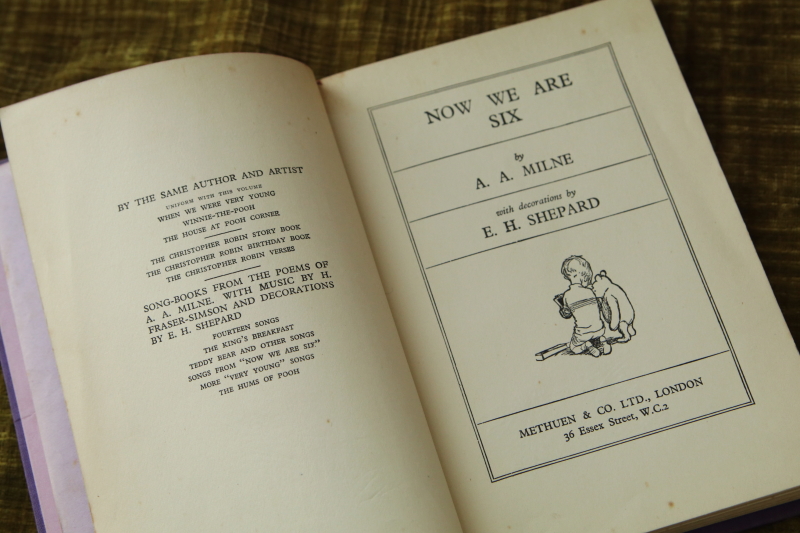 BY THE SAME AUTHOR AND ARTIST
UNIFORM WITH THIS VOLUME
WHEN WE WERE VERY YOUNG
WINNIE-THE-POOH
THE HOUSE AT POOH CORNER
THE CHRISTOPHER ROBIN STORY BOOK
THE CHRISTOPHER ROBIN BIRTHDAY BOOK
THE CHRISTOPHER ROBIN VERSES
SONG-BOOKS FROM THE POEMS OF
A. A. MILNE. WITH MUSIC BY H.
FRASER-SIMSON AND DECORATIONS
BY E. H. SHEPARD
FOURTEEN SONGS
THE KING'S BREAKFAST
TEDDY BEAR AND OTHER SONGS
SONGS FROM "NOW WE ARE SIX"
MORE "VERY YOUNG" SONGS
THE HUMS OF POOH
NOW WE ARE
SIX
by
A. A. MILNE
with decorations by
E. H. SHEPARD
METHUEN & CO. LTD., LONDON
36 Essex Street, W.C.2